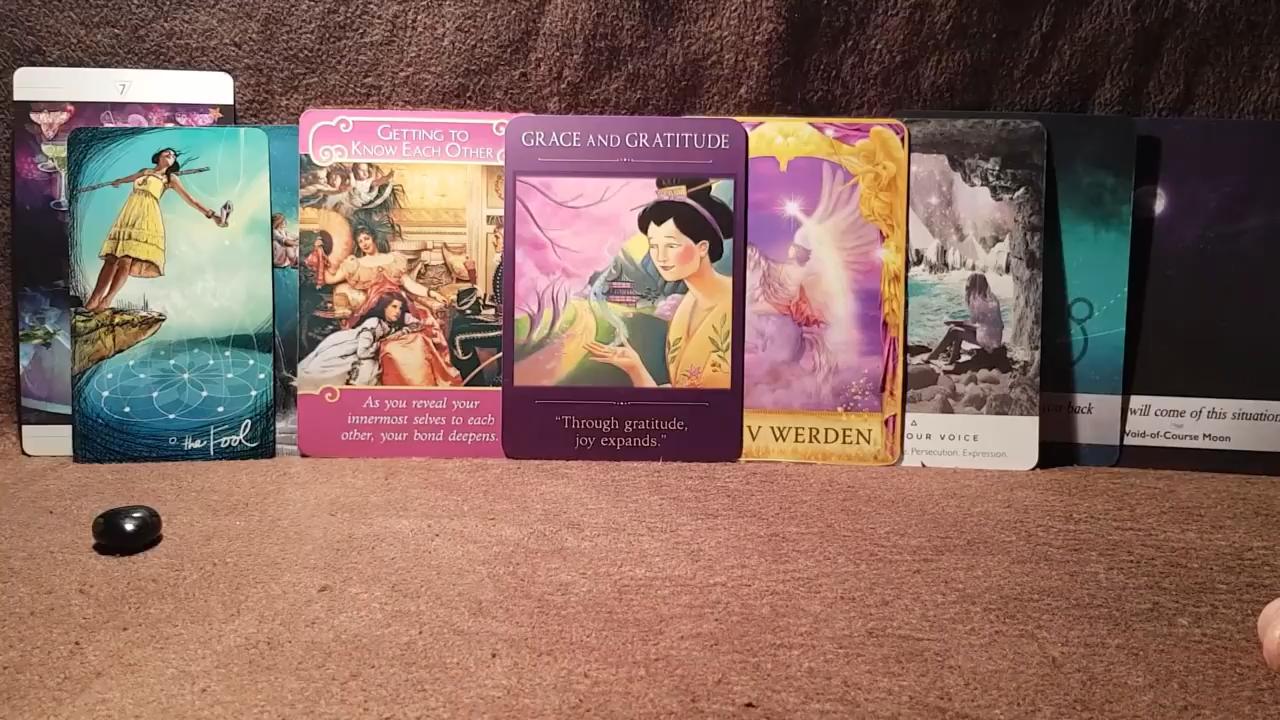 7
0 the Fool
GETTING TO
KNOW EACH OTHER
As you reveal your
innermost selves to each
other, your bond deepens.
GRACE AND GRATITUDE
"Through gratitude,
joy expands."
V WERDEN
OUR VOICE
Persecution. Expression.
back
will come of this situation
Void-of-Course Moon